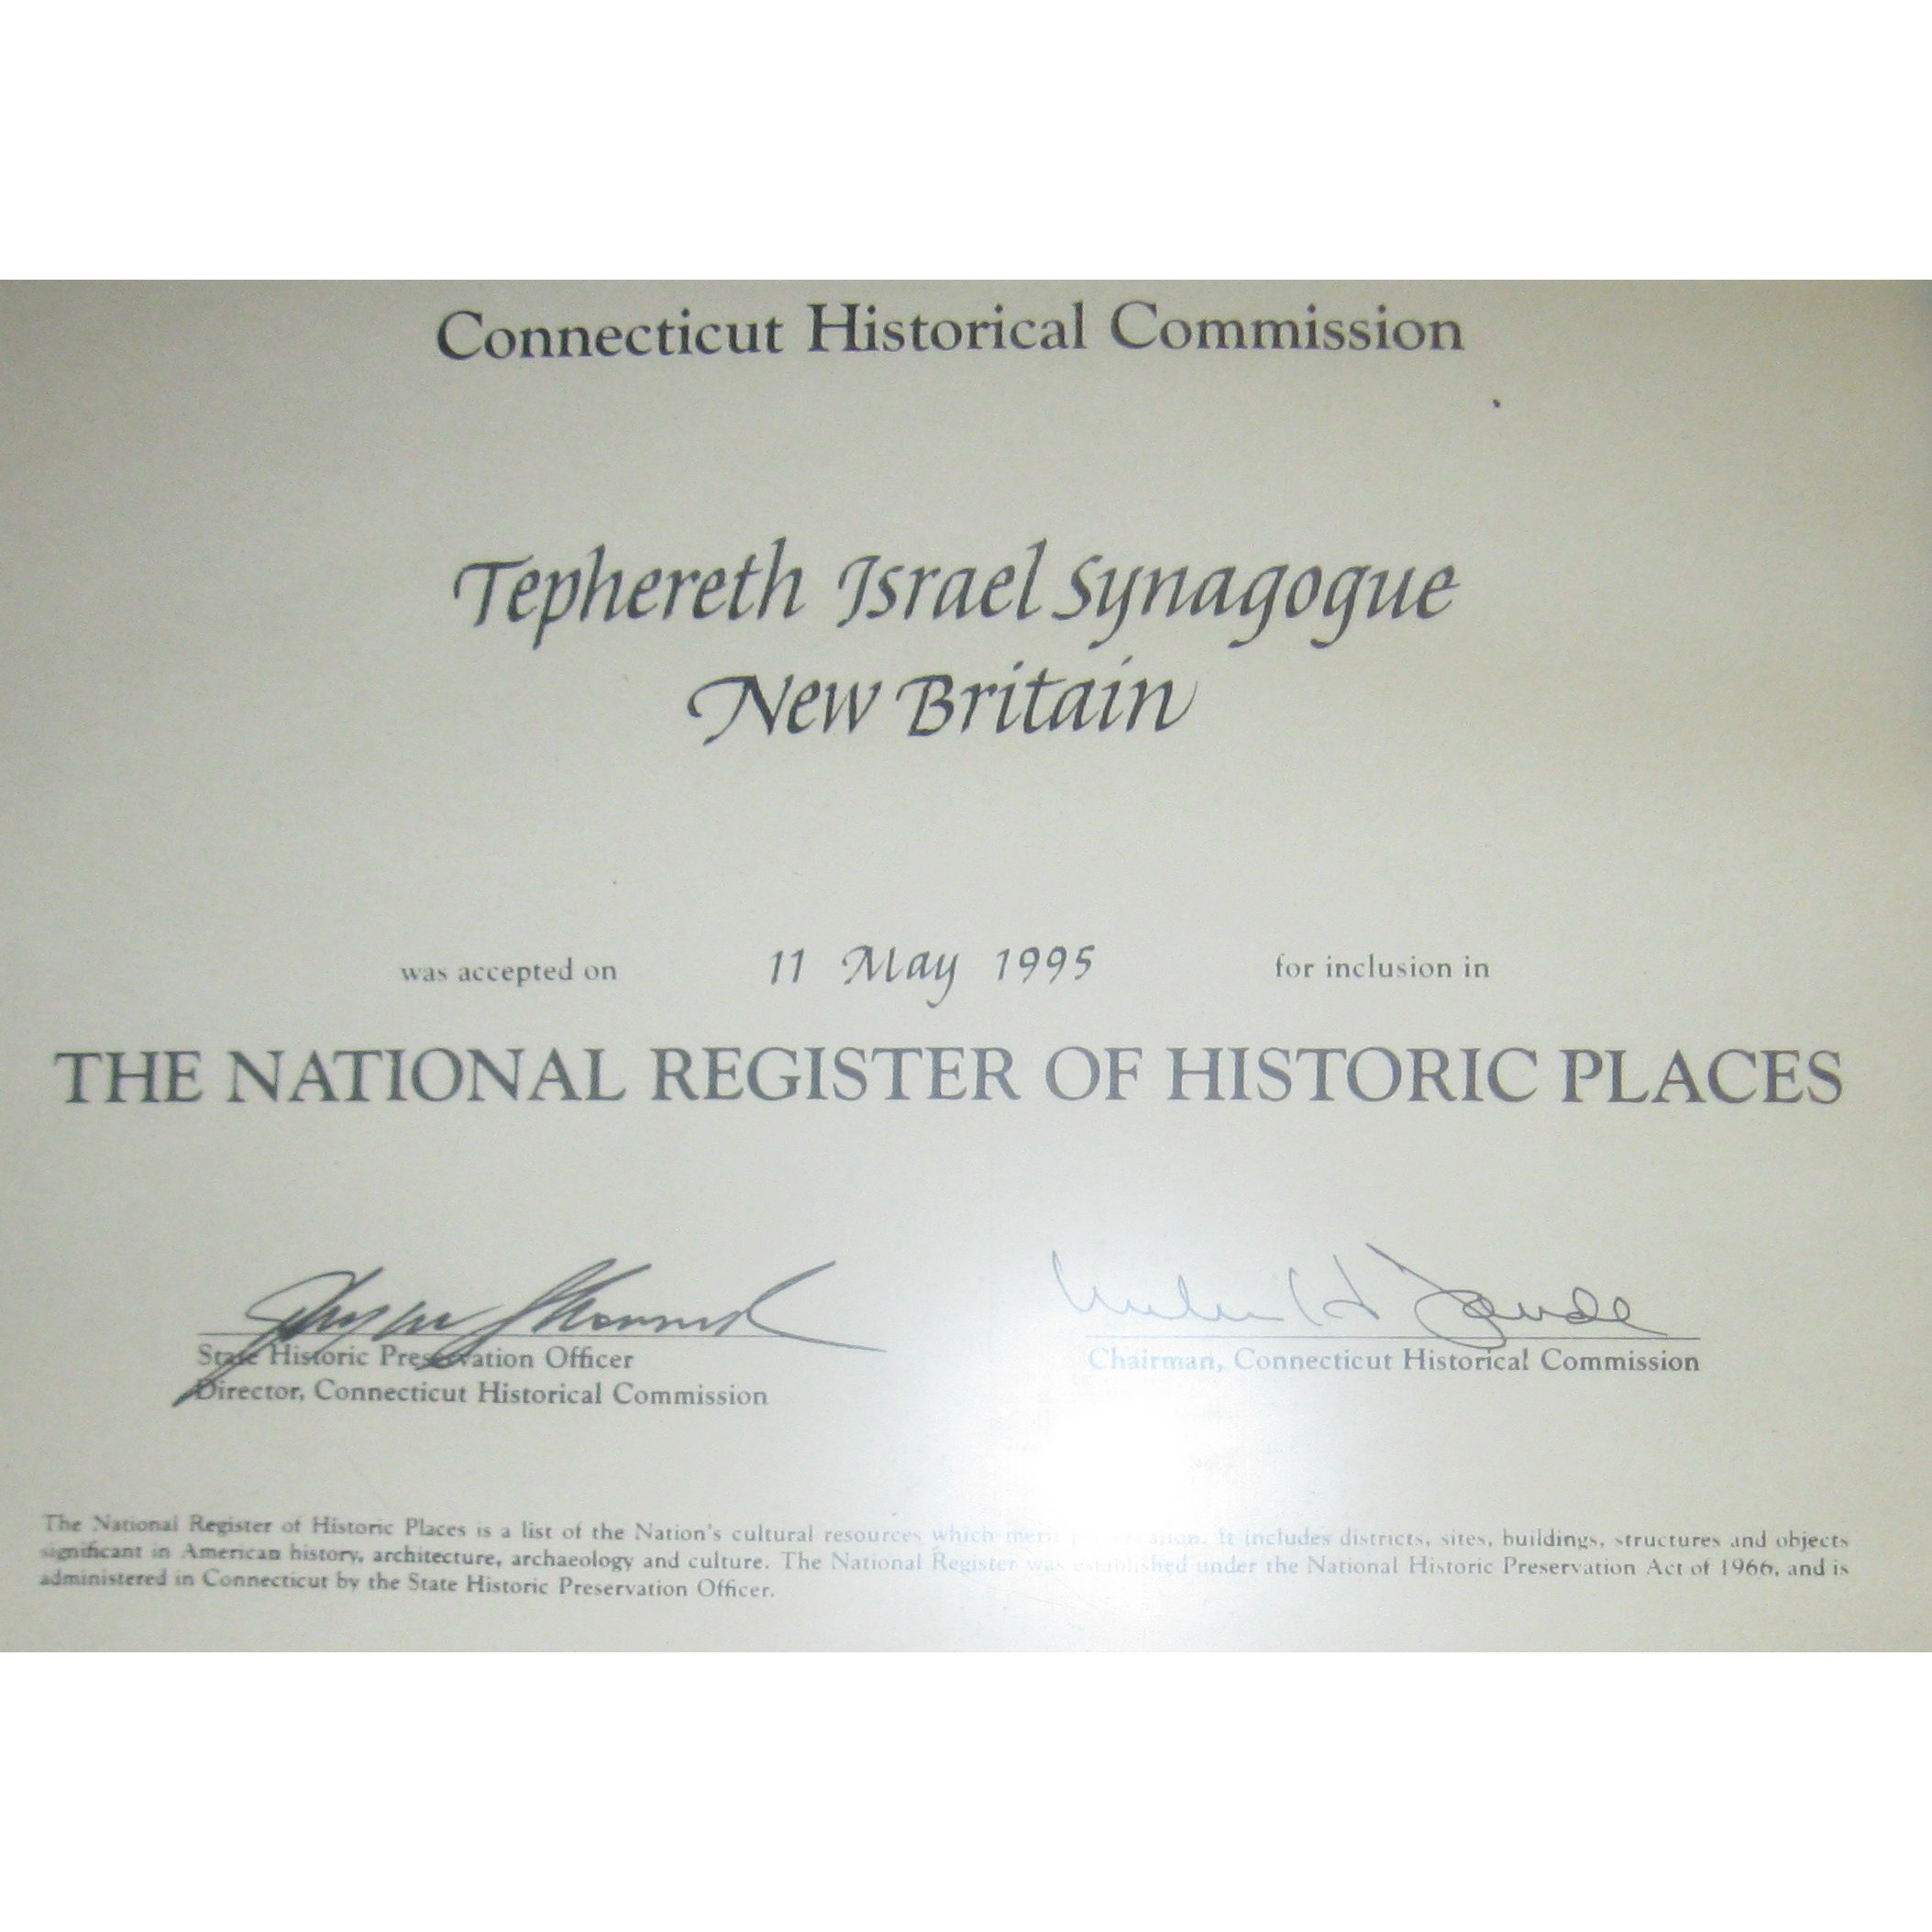 Connecticut Historical Commission
Tephereth Israel Synagogue
New Britain
was accepted on 11 May 1995 for inclusion in
THE NATIONAL REGISTER OF HISTORIC PLACES
State Historic Preservation Officer
Director, Connecticut Historical Commission
Chairman, Connecticut Historical Commission
The National Register of Historic Places is a list of the Nation's cultural resources which merit It includes districts, sites, buildings, structures and objects
significant in American history, architecture, archaeology and culture. The National Register was established under the National Historic Preservation Act of 1966, and is
administered in Connecticut by the State Historic Preservation Officer.